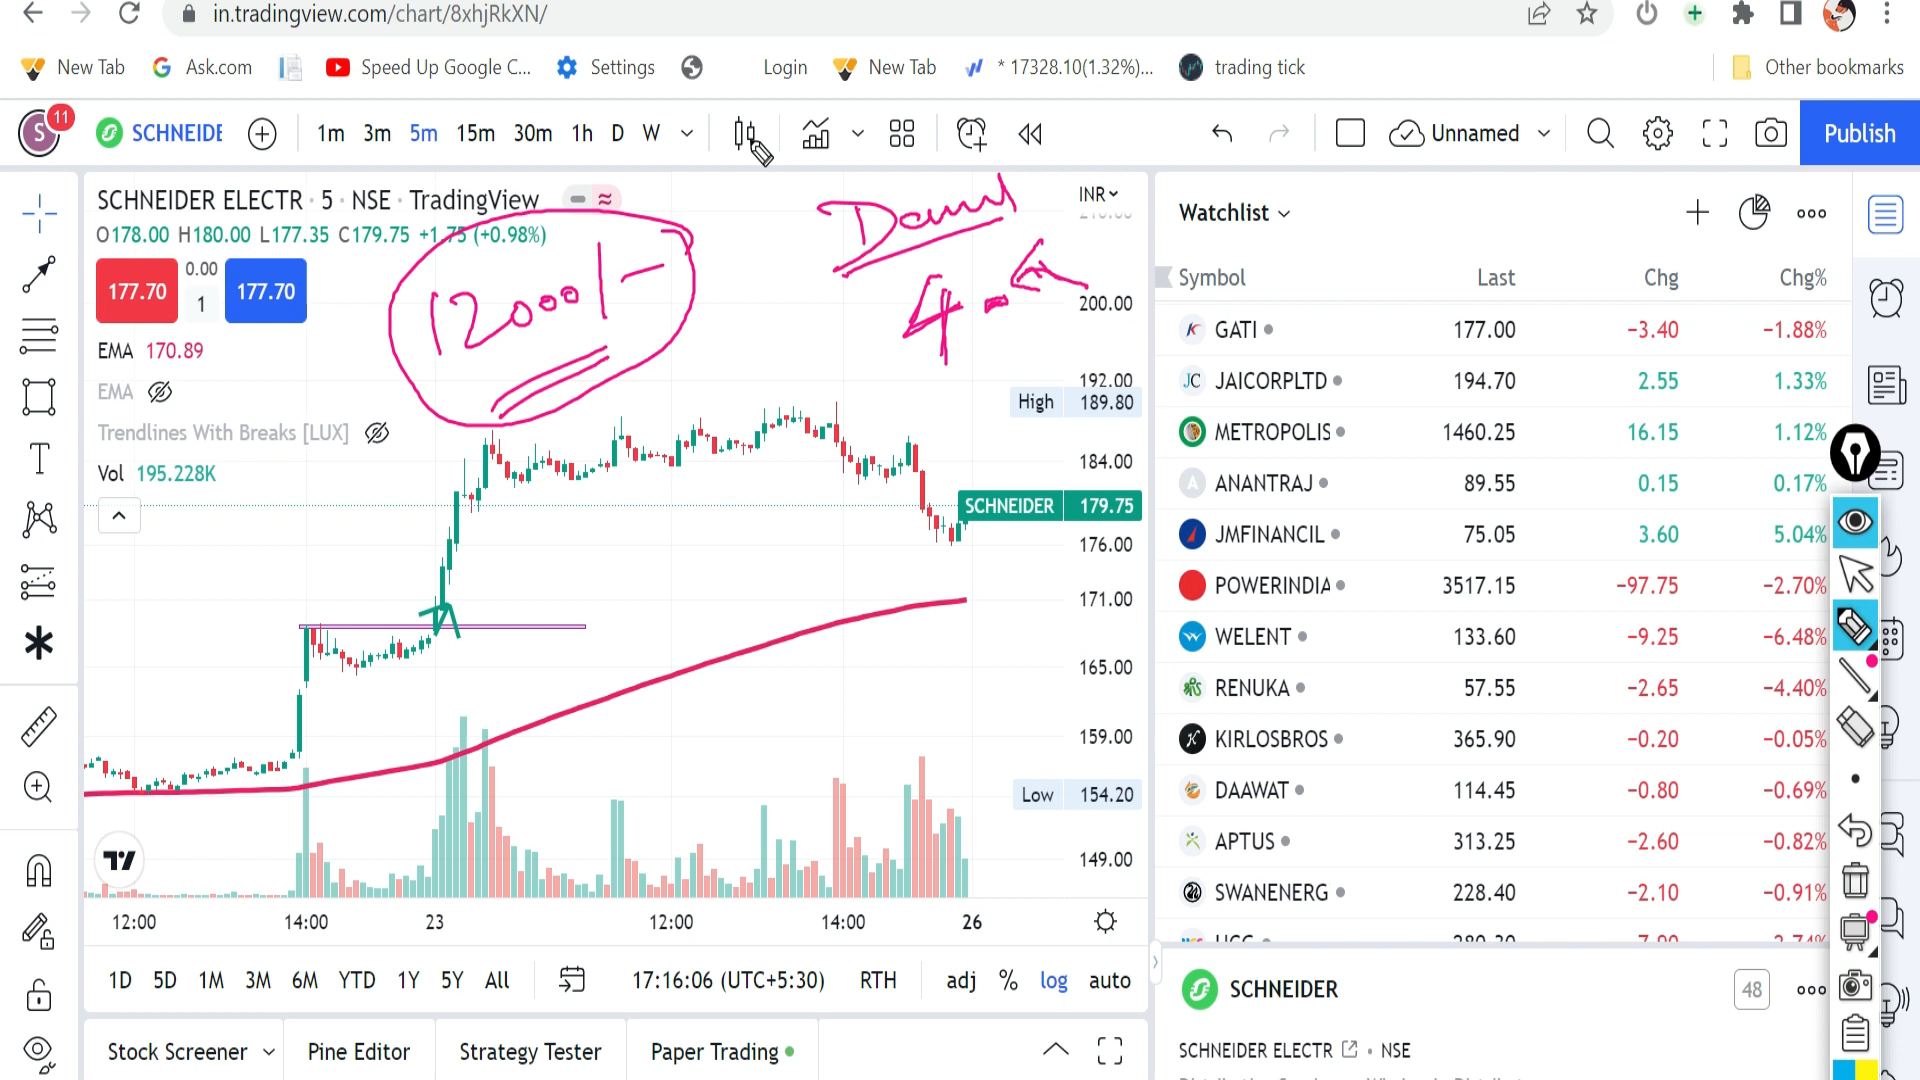 in.tradingview.com/chart/8xhjRkXN/
New Tab Ask.com Speed Up Google C... Settings Login New Tab * 17328.10(1.32%)... trading tick Other bookmarks
S 11 SCHNEIDE 1m 3m 5m 15m 30m 1h D W Unnamed Publish
SCHNEIDER ELECTR · 5 · NSE · TradingView INR
O178.00 H180.00 L177.35 C179.75 +1.75 (+0.98%)
177.70 0.00 1 177.70
12000/-
4
EMA 170.89
EMA
Trendlines With Breaks [LUX]
Vol 195.228K
200.00
192.00
High 189.80
184.00
SCHNEIDER 179.75
176.00
171.00
165.00
159.00
Low 154.20
149.00
12:00 14:00 23 12:00 14:00 26
1D 5D 1M 3M 6M YTD 1Y 5Y All 17:16:06 (UTC+5:30) RTH adj % log auto
Stock Screener Pine Editor Strategy Tester Paper Trading
Watchlist
Symbol Last Chg Chg%
GATI 177.00 −3.40 −1.88%
JAICORPLTD 194.70 2.55 1.33%
METROPOLIS 1460.25 16.15 1.12%
ANANTRAJ 89.55 0.15 0.17%
JMFINANCIL 75.05 3.60 5.04%
POWERINDIA 3517.15 −97.75 −2.70%
WELENT 133.60 −9.25 −6.48%
RENUKA 57.55 −2.65 −4.40%
KIRLOSBROS 365.90 −0.20 −0.05%
DAAWAT 114.45 −0.80 −0.69%
APTUS 313.25 −2.60 −0.82%
SWANENERG 228.40 −2.10 −0.91%
SCHNEIDER 48
SCHNEIDER ELECTR • NSE